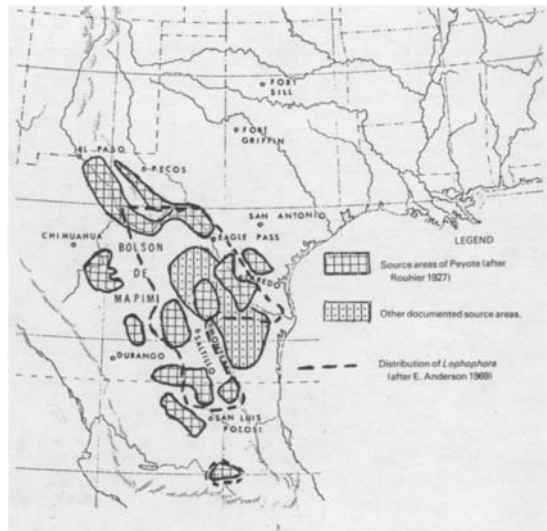 FORT
SILL
FORT
GRIFFIN
EL PASO
PECOS
SAN ANTONIO
EAGLE PASS
CHIHUAHUA
BOLSON
DE
MAPIMI
LAREDO
MONTERREY
SALTILLO
DURANGO
SAN LUIS
POTOSI
LEGEND
Source areas of Peyote (after
Rouhier 1927)
Other documented source areas.
Distribution of Lophophora
(after E. Anderson 1969)